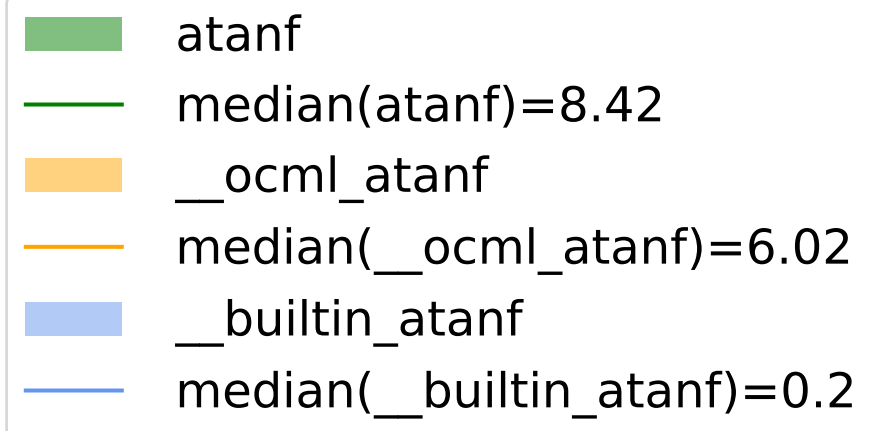 atanf
median(atanf)=8.42
__ocml_atanf
median(__ocml_atanf)=6.02
__builtin_atanf
median(__builtin_atanf)=0.2